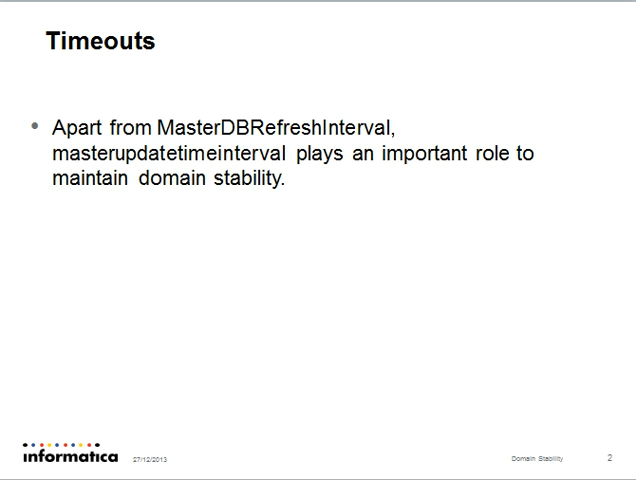 Timeouts
• Apart from MasterDBRefreshInterval,
masterupdatetimeinterval plays an important role to
maintain domain stability.
informatica
27/12/2013
Domain Stability
2